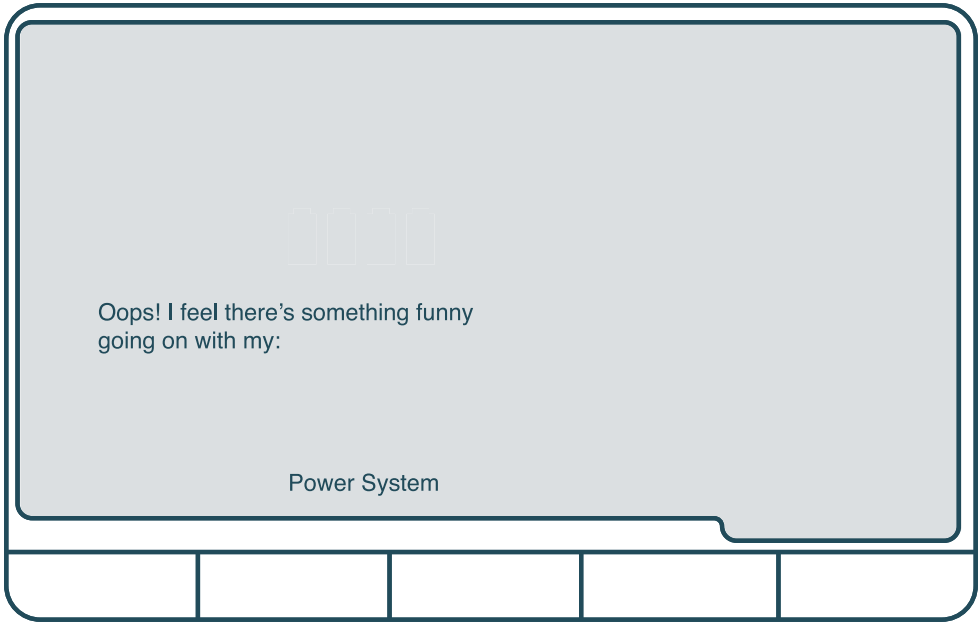 Oops! I feel there’s something funny
going on with my:
Power System